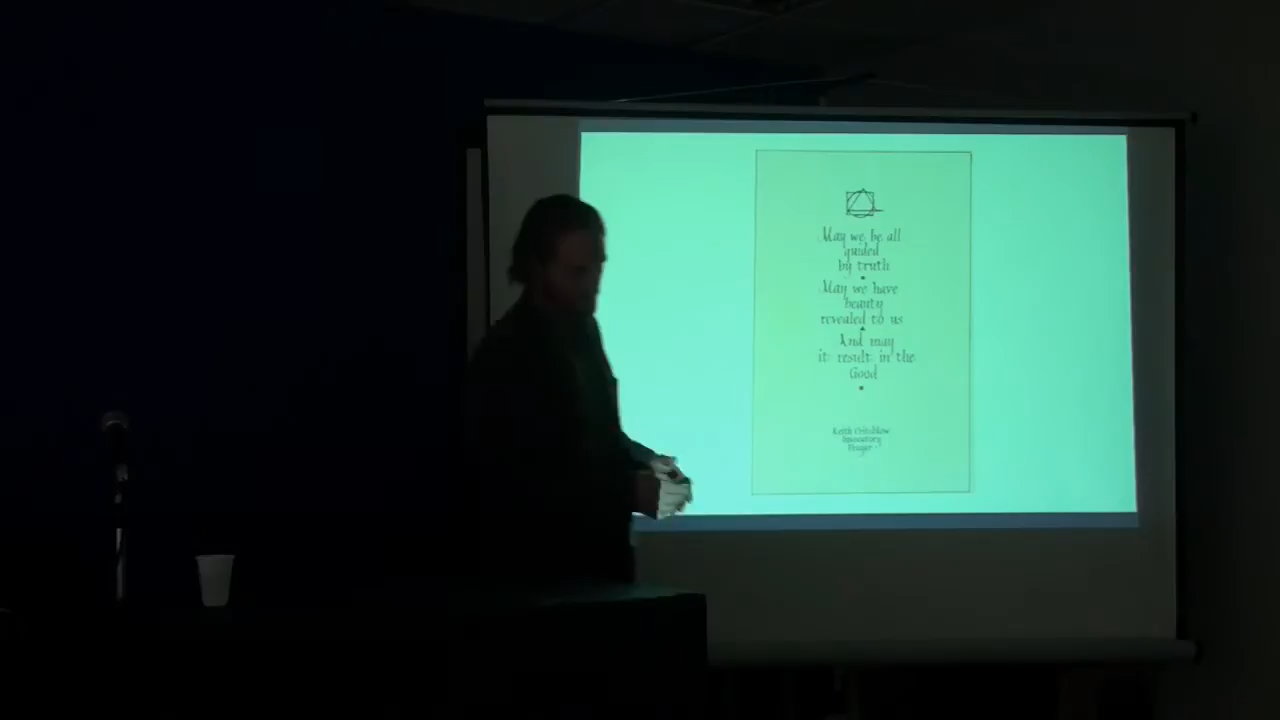 May we be all
guided
by truth
May we have
beauty
revealed to us
And may
it result in the
Good
Keith Critchlow
Invocatory
Prayer